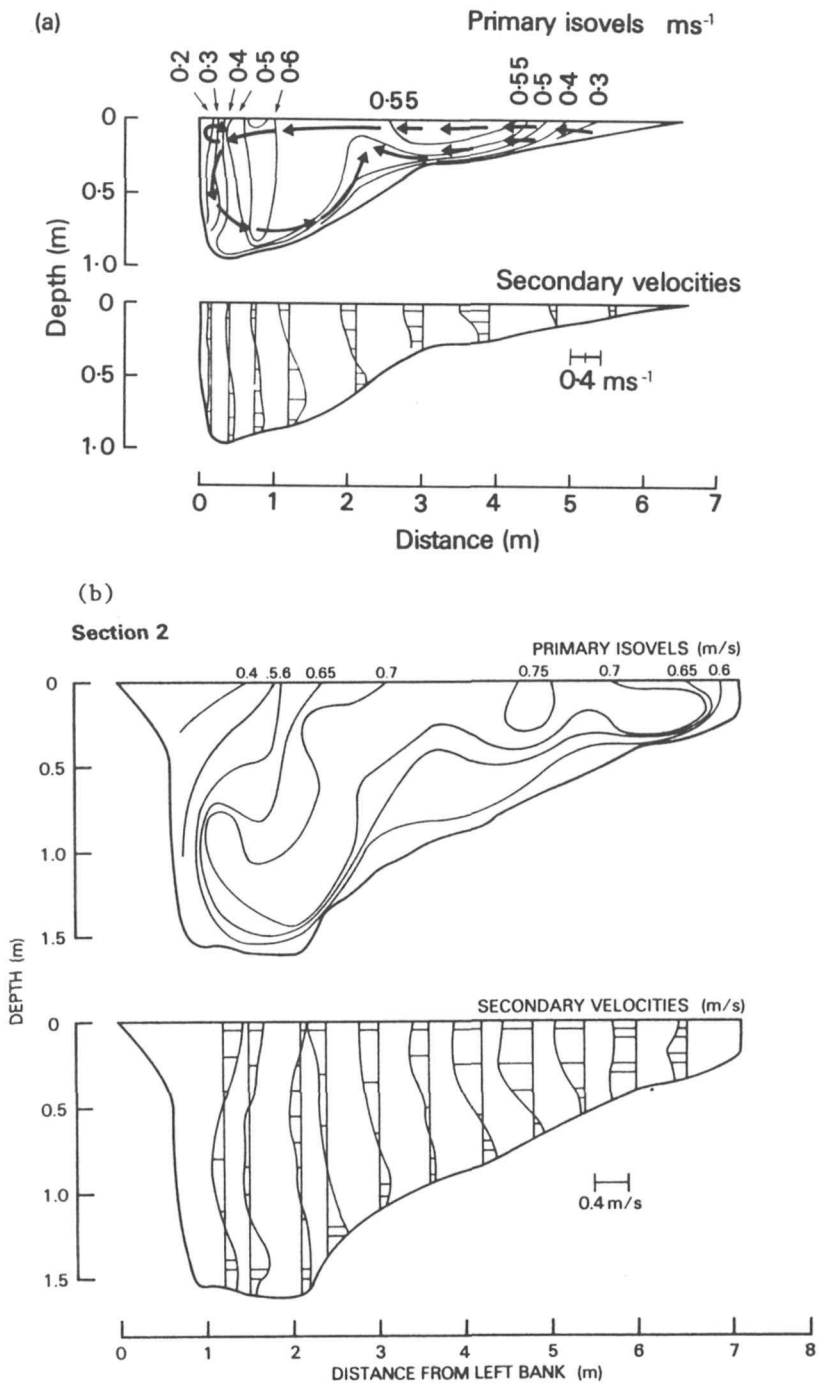 (a)
Primary isovels ms⁻¹
0·2 0·3 0·4 0·5 0·6 0·55 0·55 0·5 0·4 0·3
0
0·5
1·0
Depth (m)
Secondary velocities
0
0·5
1·0
0·4 ms⁻¹
0 1 2 3 4 5 6 7
Distance (m)
(b)
Section 2
PRIMARY ISOVELS (m/s)
0.4 .5 .6 0.65 0.7 0.75 0.7 0.65 0.6
0
0.5
1.0
1.5
DEPTH (m)
SECONDARY VELOCITIES (m/s)
0
0.5
1.0
1.5
0.4 m/s
0 1 2 3 4 5 6 7 8
DISTANCE FROM LEFT BANK (m)